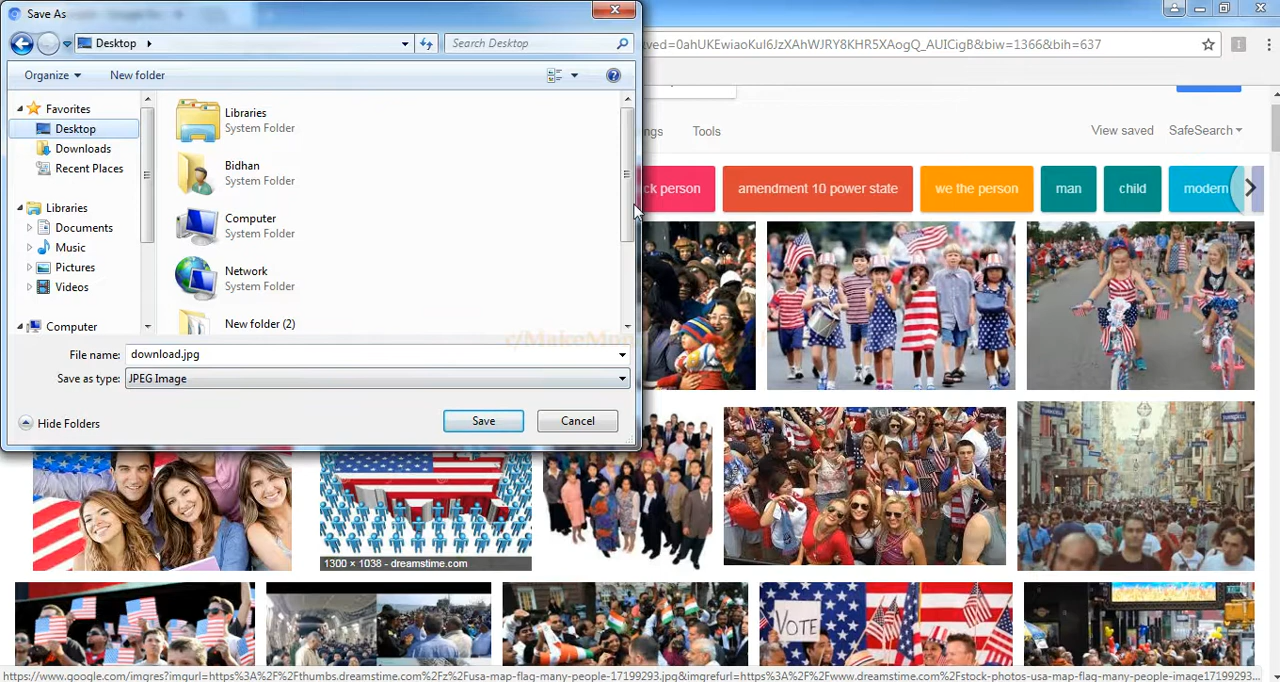 Save As
Desktop
Search Desktop
ved=0ahUKEwiaoKuI6JzXAhWJRY8KHR5XAogQ_AUICigB&biw=1366&bih=637
Organize
New folder
Favorites
Desktop
Downloads
Recent Places
Libraries
Documents
Music
Pictures
Videos
Computer
Libraries
System Folder
Bidhan
System Folder
Computer
System Folder
Network
System Folder
New folder (2)
File name:
download.jpg
Save as type:
JPEG Image
Hide Folders
Save
Cancel
ngs
Tools
View saved
SafeSearch
ck person
amendment 10 power state
we the person
man
child
modern
r/MakeMon
1300 × 1038 - dreamstime.com
VOTE
https://www.google.com/imgres?imgurl=https%3A%2F%2Fthumbs.dreamstime.com%2Fz%2Fusa-map-flag-many-people-17199293.jpg&imgrefurl=https%3A%2F%2Fwww.dreamstime.com%2Fstock-photos-usa-map-flag-many-people-image17199293...